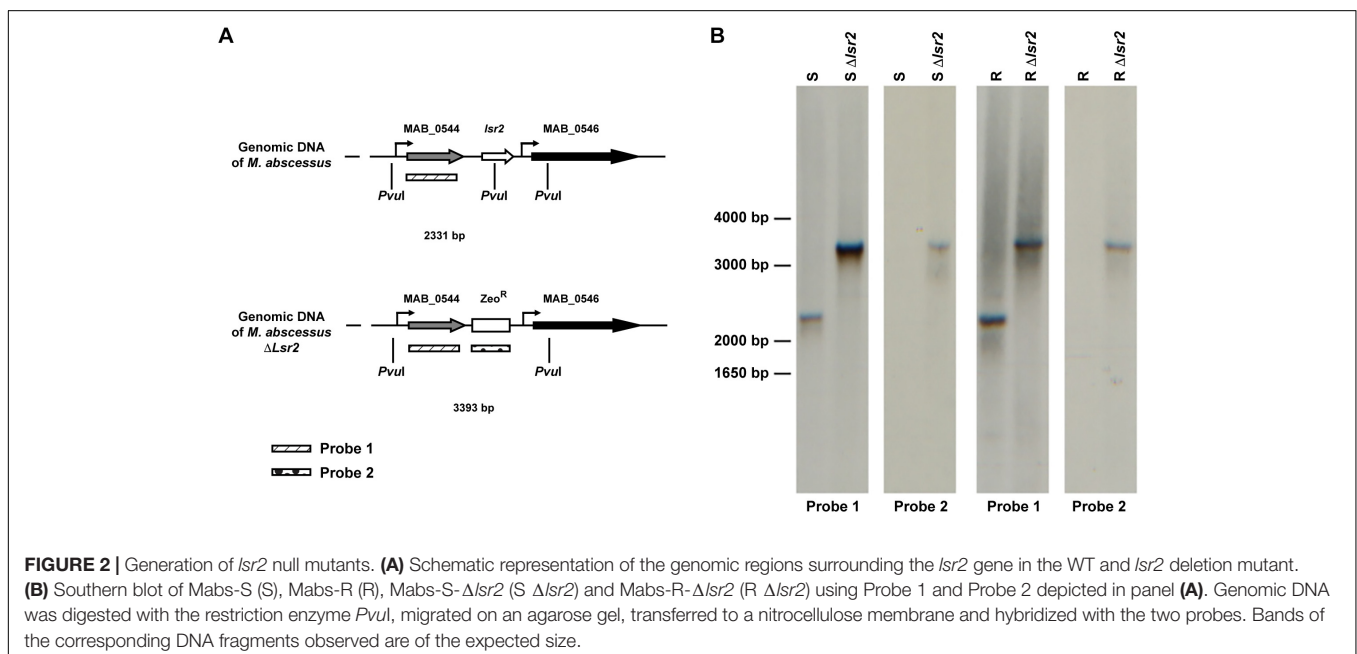 A
MAB_0544 lsr2 MAB_0546
Genomic DNA
of M. abscessus
PvuI PvuI PvuI
2331 bp
MAB_0544 ZeoR MAB_0546
Genomic DNA
of M. abscessus
ΔLsr2
PvuI PvuI
3393 bp
Probe 1
Probe 2
B
S S Δlsr2 S S Δlsr2 R R Δlsr2 R R Δlsr2
4000 bp
3000 bp
2000 bp
1650 bp
Probe 1 Probe 2 Probe 1 Probe 2
FIGURE 2 | Generation of lsr2 null mutants. (A) Schematic representation of the genomic regions surrounding the lsr2 gene in the WT and lsr2 deletion mutant.
(B) Southern blot of Mabs-S (S), Mabs-R (R), Mabs-S-Δlsr2 (S Δlsr2) and Mabs-R-Δlsr2 (R Δlsr2) using Probe 1 and Probe 2 depicted in panel (A). Genomic DNA
was digested with the restriction enzyme PvuI, migrated on an agarose gel, transferred to a nitrocellulose membrane and hybridized with the two probes. Bands of
the corresponding DNA fragments observed are of the expected size.